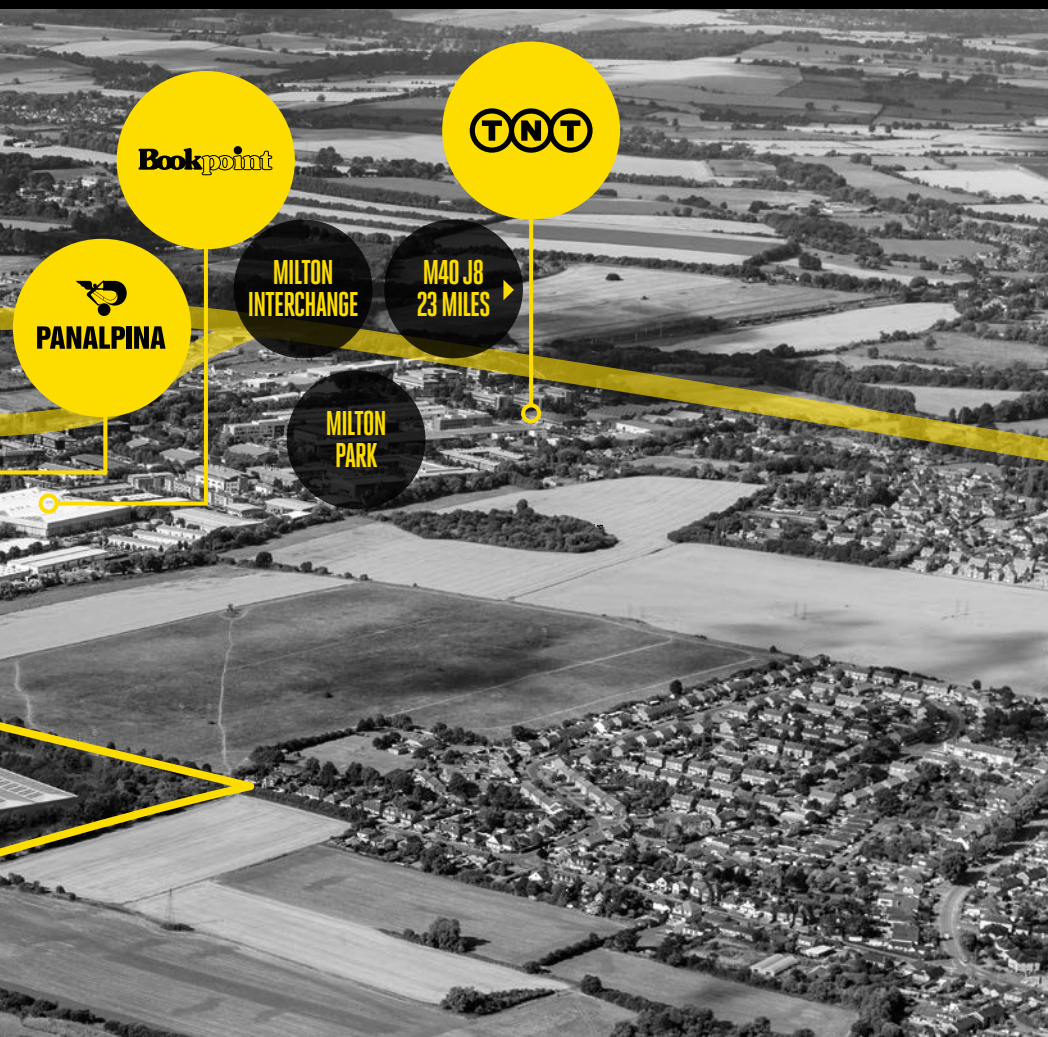 TNT
Bookpoint
PANALPINA
MILTON
INTERCHANGE
M40 J8
23 MILES
MILTON
PARK